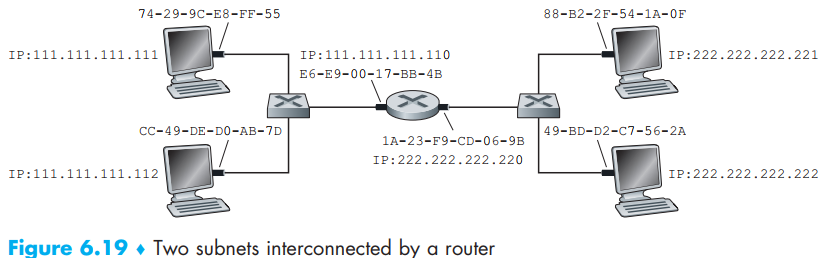 74-29-9C-E8-FF-55
88-B2-2F-54-1A-0F
IP:111.111.111.111
IP:111.111.111.110
IP:222.222.222.221
E6-E9-00-17-BB-4B
CC-49-DE-D0-AB-7D
1A-23-F9-CD-06-9B
49-BD-D2-C7-56-2A
IP:222.222.222.220
IP:111.111.111.112
IP:222.222.222.222
Figure 6.19 ♦ Two subnets interconnected by a router